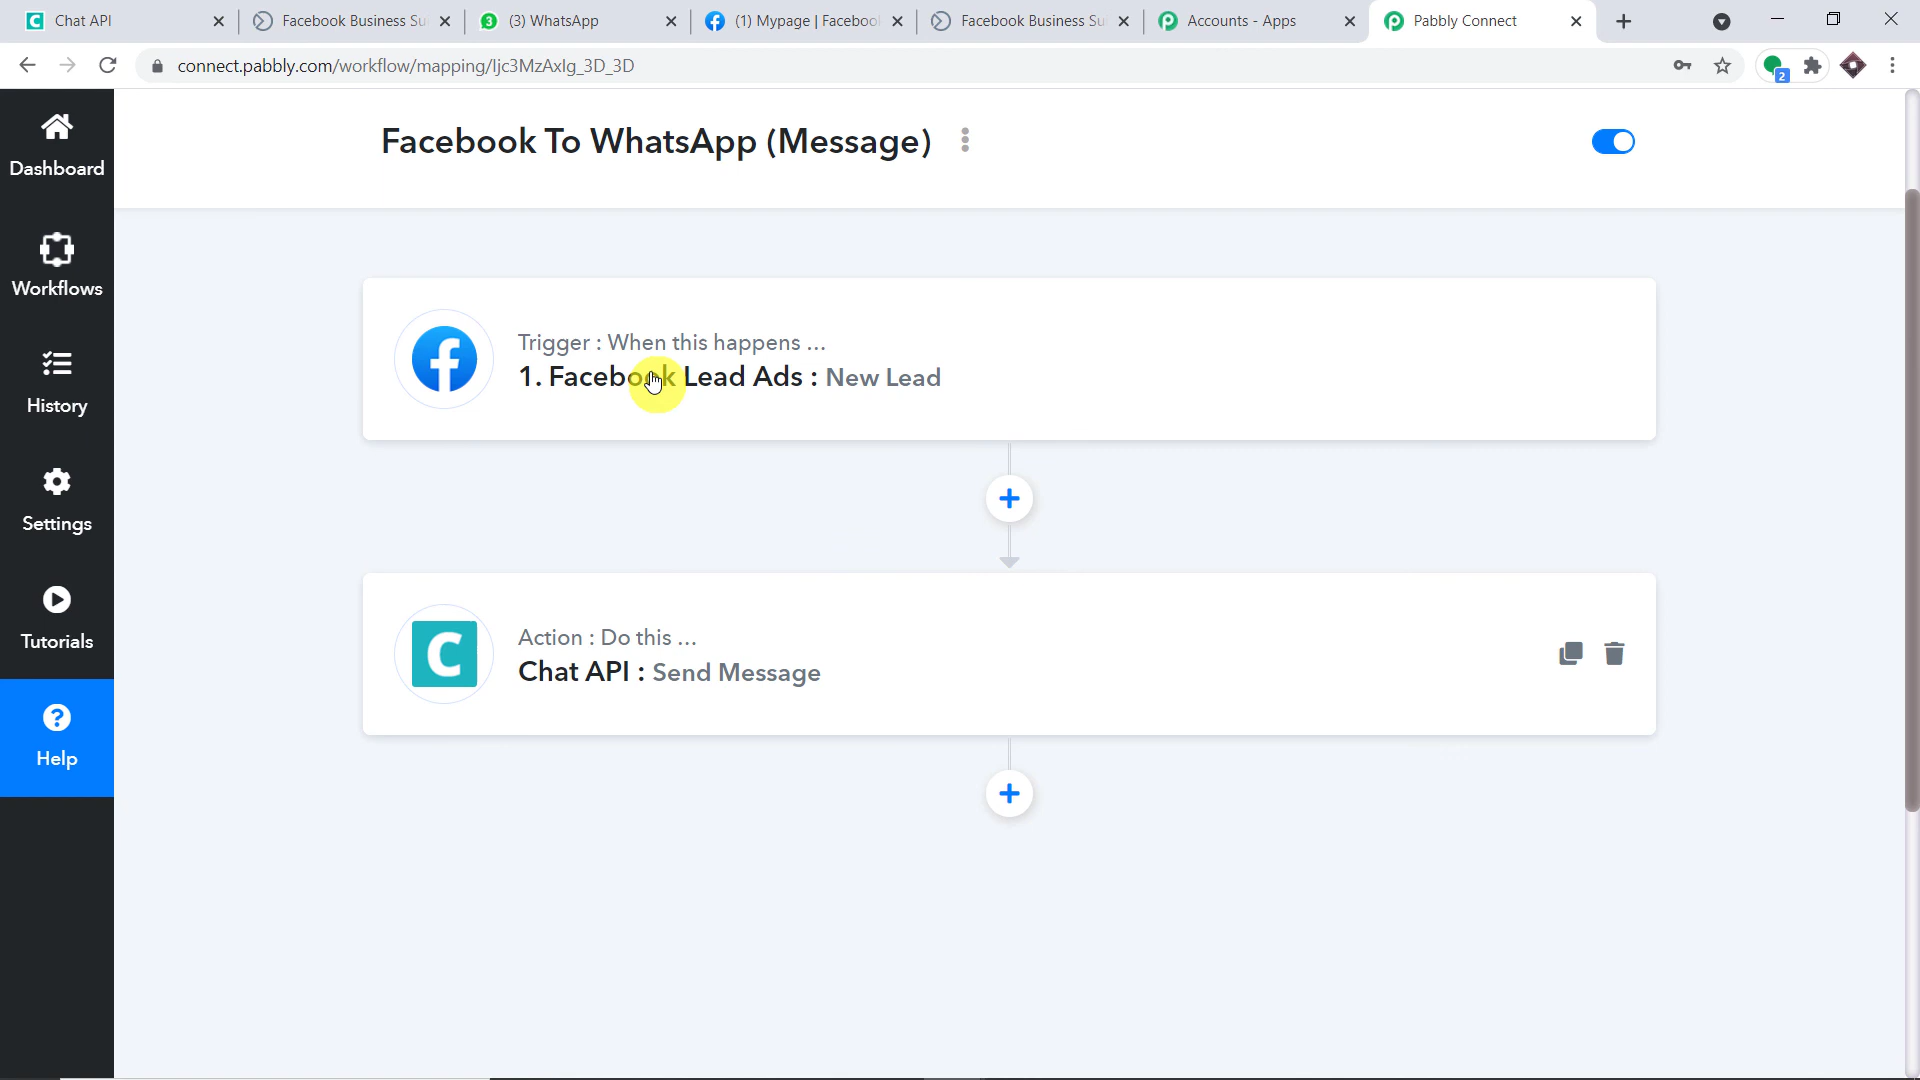 Chat API
Facebook Business Su
(3) WhatsApp
(1) Mypage | Facebook
Facebook Business Su
Accounts - Apps
Pabbly Connect
connect.pabbly.com/workflow/mapping/Ijc3MzAxIg_3D_3D
2
Dashboard
Workflows
History
Settings
Tutorials
Help
Facebook To WhatsApp (Message)
Trigger : When this happens ...
1. Facebook Lead Ads : New Lead
Action : Do this ...
Chat API : Send Message